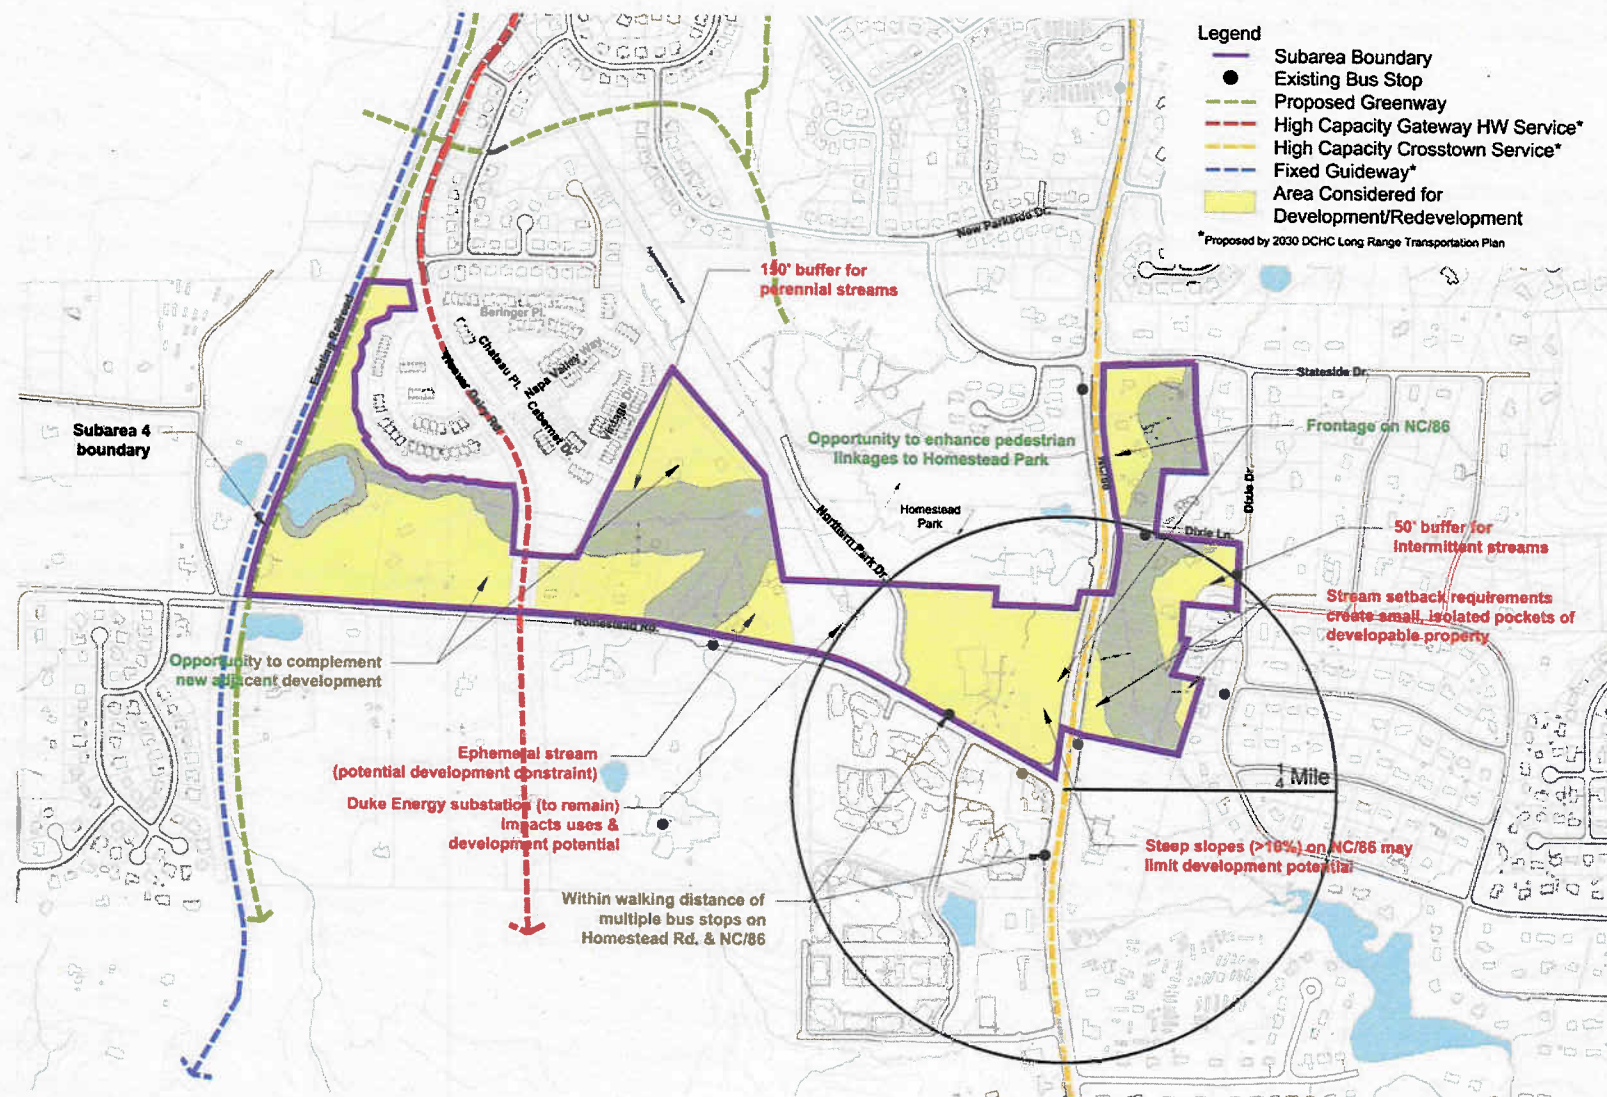 Legend
Subarea Boundary
Existing Bus Stop
Proposed Greenway
High Capacity Gateway HW Service*
High Capacity Crosstown Service*
Fixed Guideway*
Area Considered for
Development/Redevelopment
*Proposed by 2030 DCHC Long Range Transportation Plan
New Parkside Dr.
150' buffer for
perennial streams
Beringer Pl.
Existing Railroad
Chateau Pl.
Napa Valley Way
Weaver Dairy Rd.
Cabernet Dr.
Vintage Dr.
Stateside Dr.
Subarea 4
boundary
Opportunity to enhance pedestrian
linkages to Homestead Park
Frontage on NC/86
NC/86
Dixie Dr.
Homestead
Park
Northern Park Dr.
Dixie Ln.
50' buffer for
intermittent streams
Stream setback requirements
create small, isolated pockets of
developable property
Homestead Rd.
Opportunity to complement
new adjacent development
Ephemeral stream
(potential development constraint)
Duke Energy substation (to remain)
impacts uses &
development potential
1/4 Mile
Steep slopes (>10%) on NC/86 may
limit development potential
Within walking distance of
multiple bus stops on
Homestead Rd. & NC/86